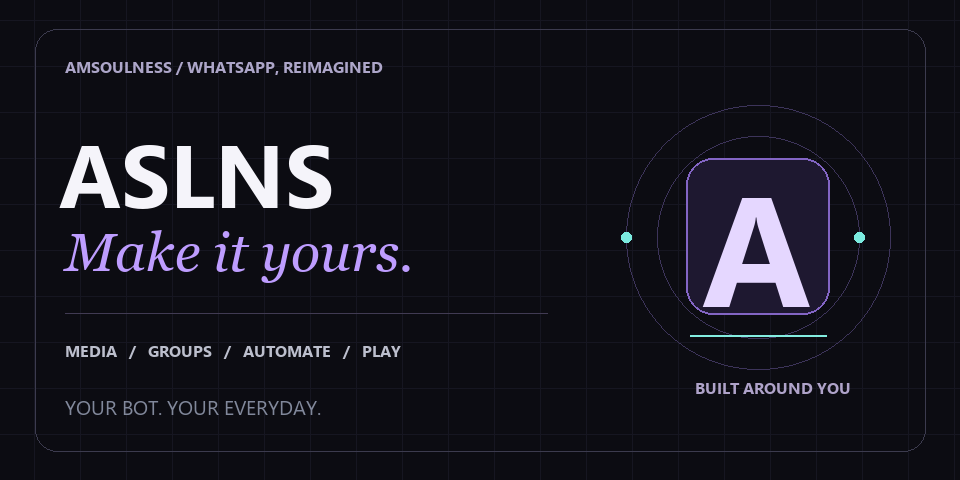 AMSOULNESS / WHATSAPP, REIMAGINED
ASLNS
Make it yours.
MEDIA / GROUPS / AUTOMATE / PLAY
YOUR BOT. YOUR EVERYDAY.
A
BUILT AROUND YOU